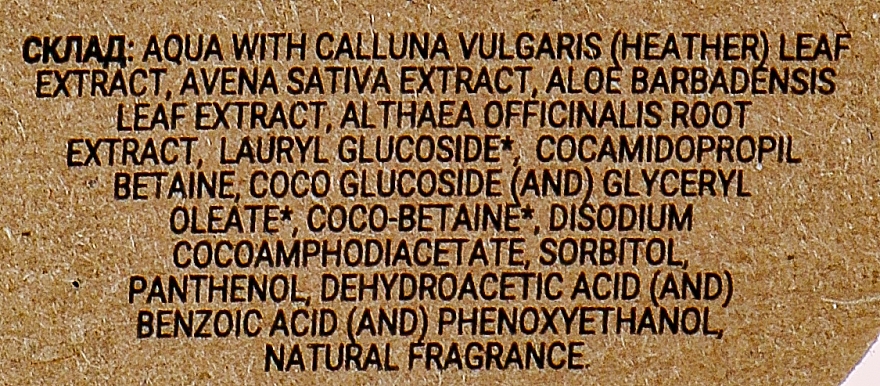 СКЛАД: AQUA WITH CALLUNA VULGARIS (HEATHER) LEAF
EXTRACT, AVENA SATIVA EXTRACT, ALOE BARBADENSIS
LEAF EXTRACT, ALTHAEA OFFICINALIS ROOT
EXTRACT, LAURYL GLUCOSIDE*, COCAMIDOPROPIL
BETAINE, COCO GLUCOSIDE (AND) GLYCERYL
OLEATE*, COCO-BETAINE*, DISODIUM
COCOAMPHODIACETATE, SORBITOL,
PANTHENOL, DEHYDROACETIC ACID (AND)
BENZOIC ACID (AND) PHENOXYETHANOL,
NATURAL FRAGRANCE.